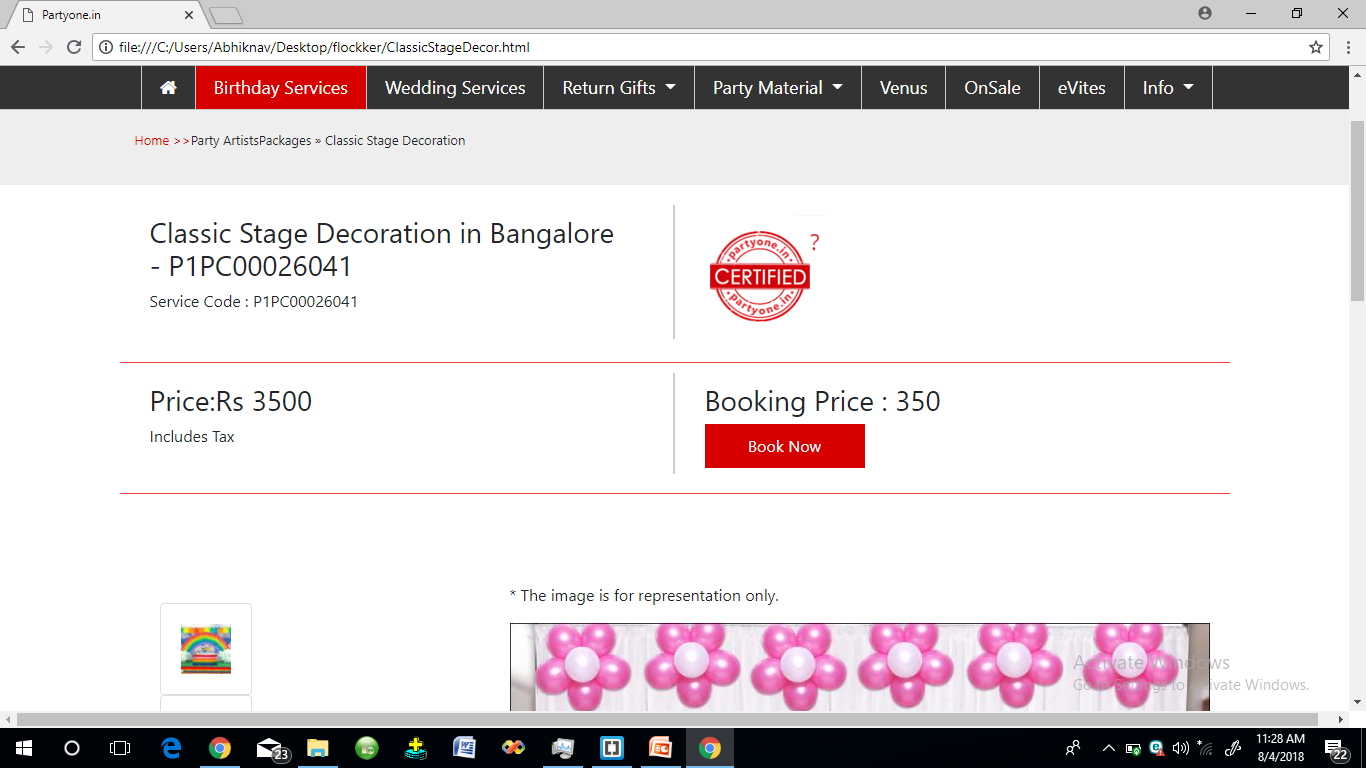 Partyone.in
file:///C:/Users/Abhiknav/Desktop/flockker/ClassicStageDecor.html
Birthday Services
Wedding Services
Return Gifts
Party Material
Venus
OnSale
eVites
Info
Home >>Party ArtistsPackages » Classic Stage Decoration
Classic Stage Decoration in Bangalore
- P1PC00026041
Service Code : P1PC00026041
partyone.in
?
CERTIFIED
partyone.in
Price:Rs 3500
Includes Tax
Booking Price : 350
Book Now
* The image is for representation only.
Activate Windows
Go to Settings to activate Windows.
23
11:28 AM
8/4/2018
22